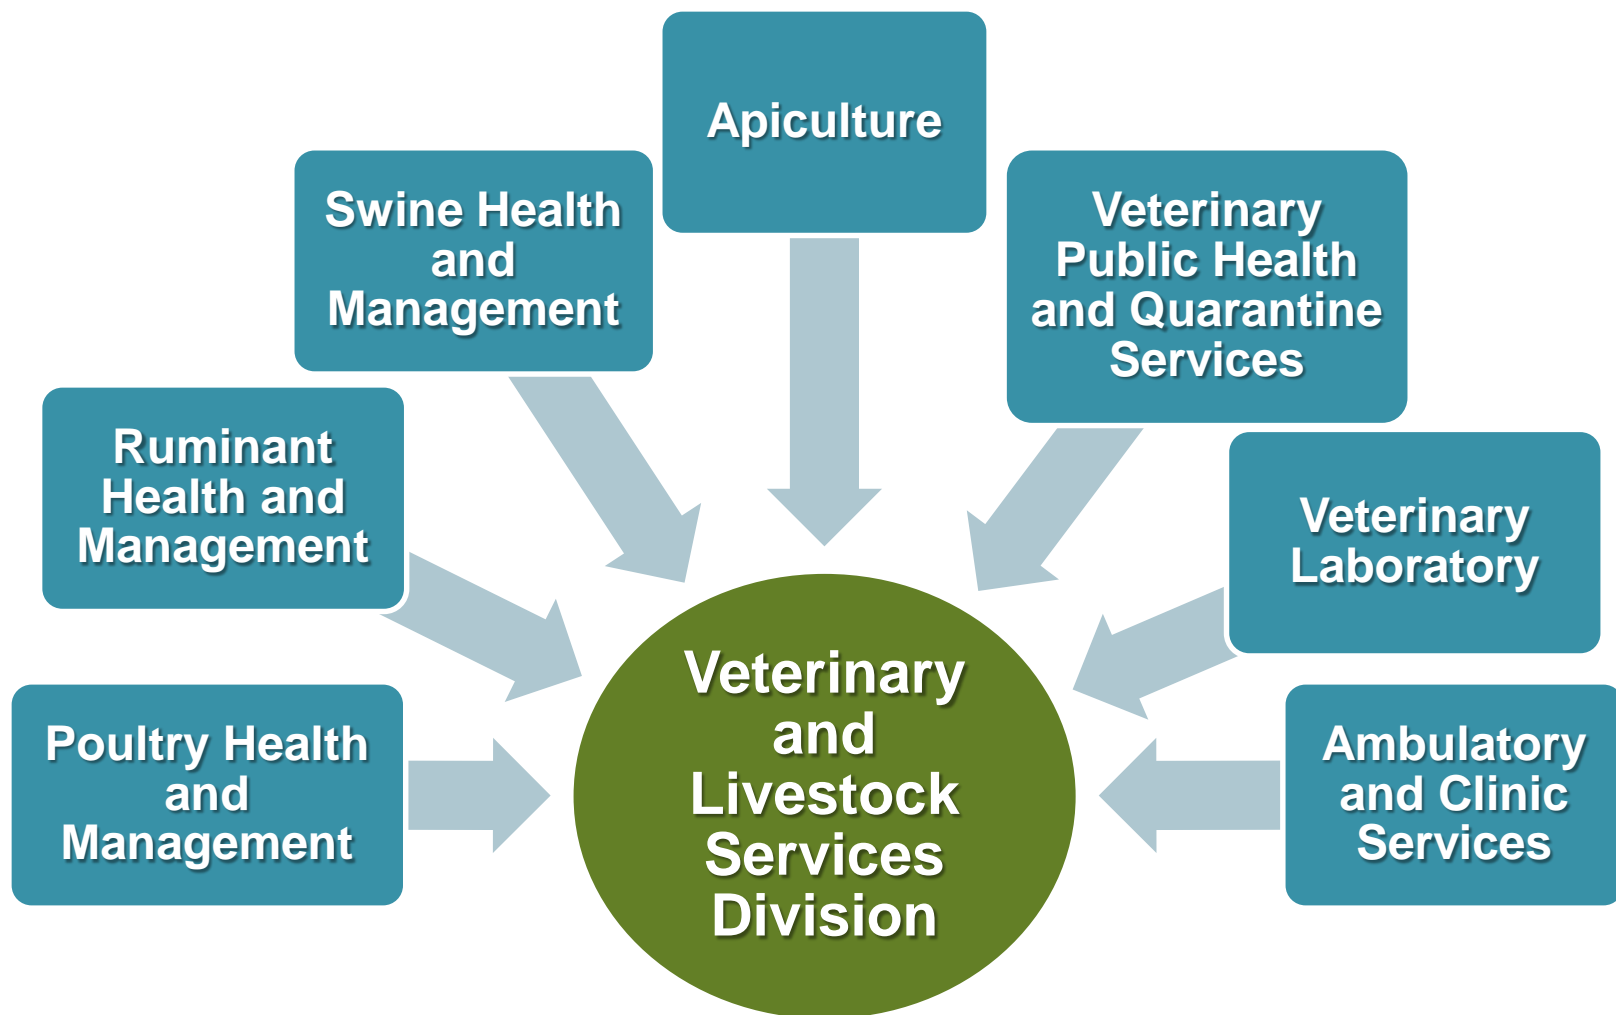 Apiculture
Swine Health
and
Management
Veterinary
Public Health
and Quarantine
Services
Ruminant
Health and
Management
Veterinary
Laboratory
Poultry Health
and
Management
Veterinary
and
Livestock
Services
Division
Ambulatory
and Clinic
Services